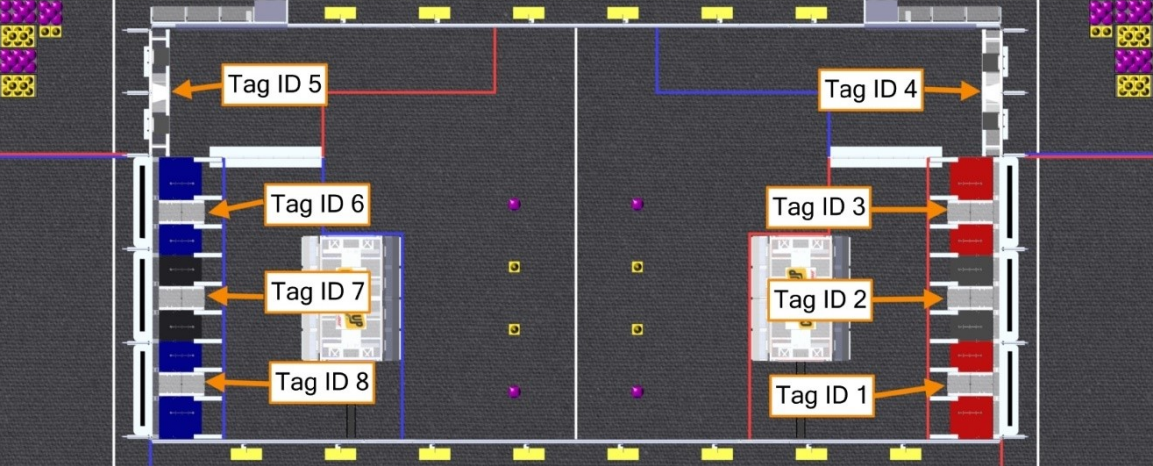 Tag ID 5
Tag ID 4
Tag ID 6
Tag ID 3
Tag ID 7
Tag ID 2
Tag ID 8
Tag ID 1